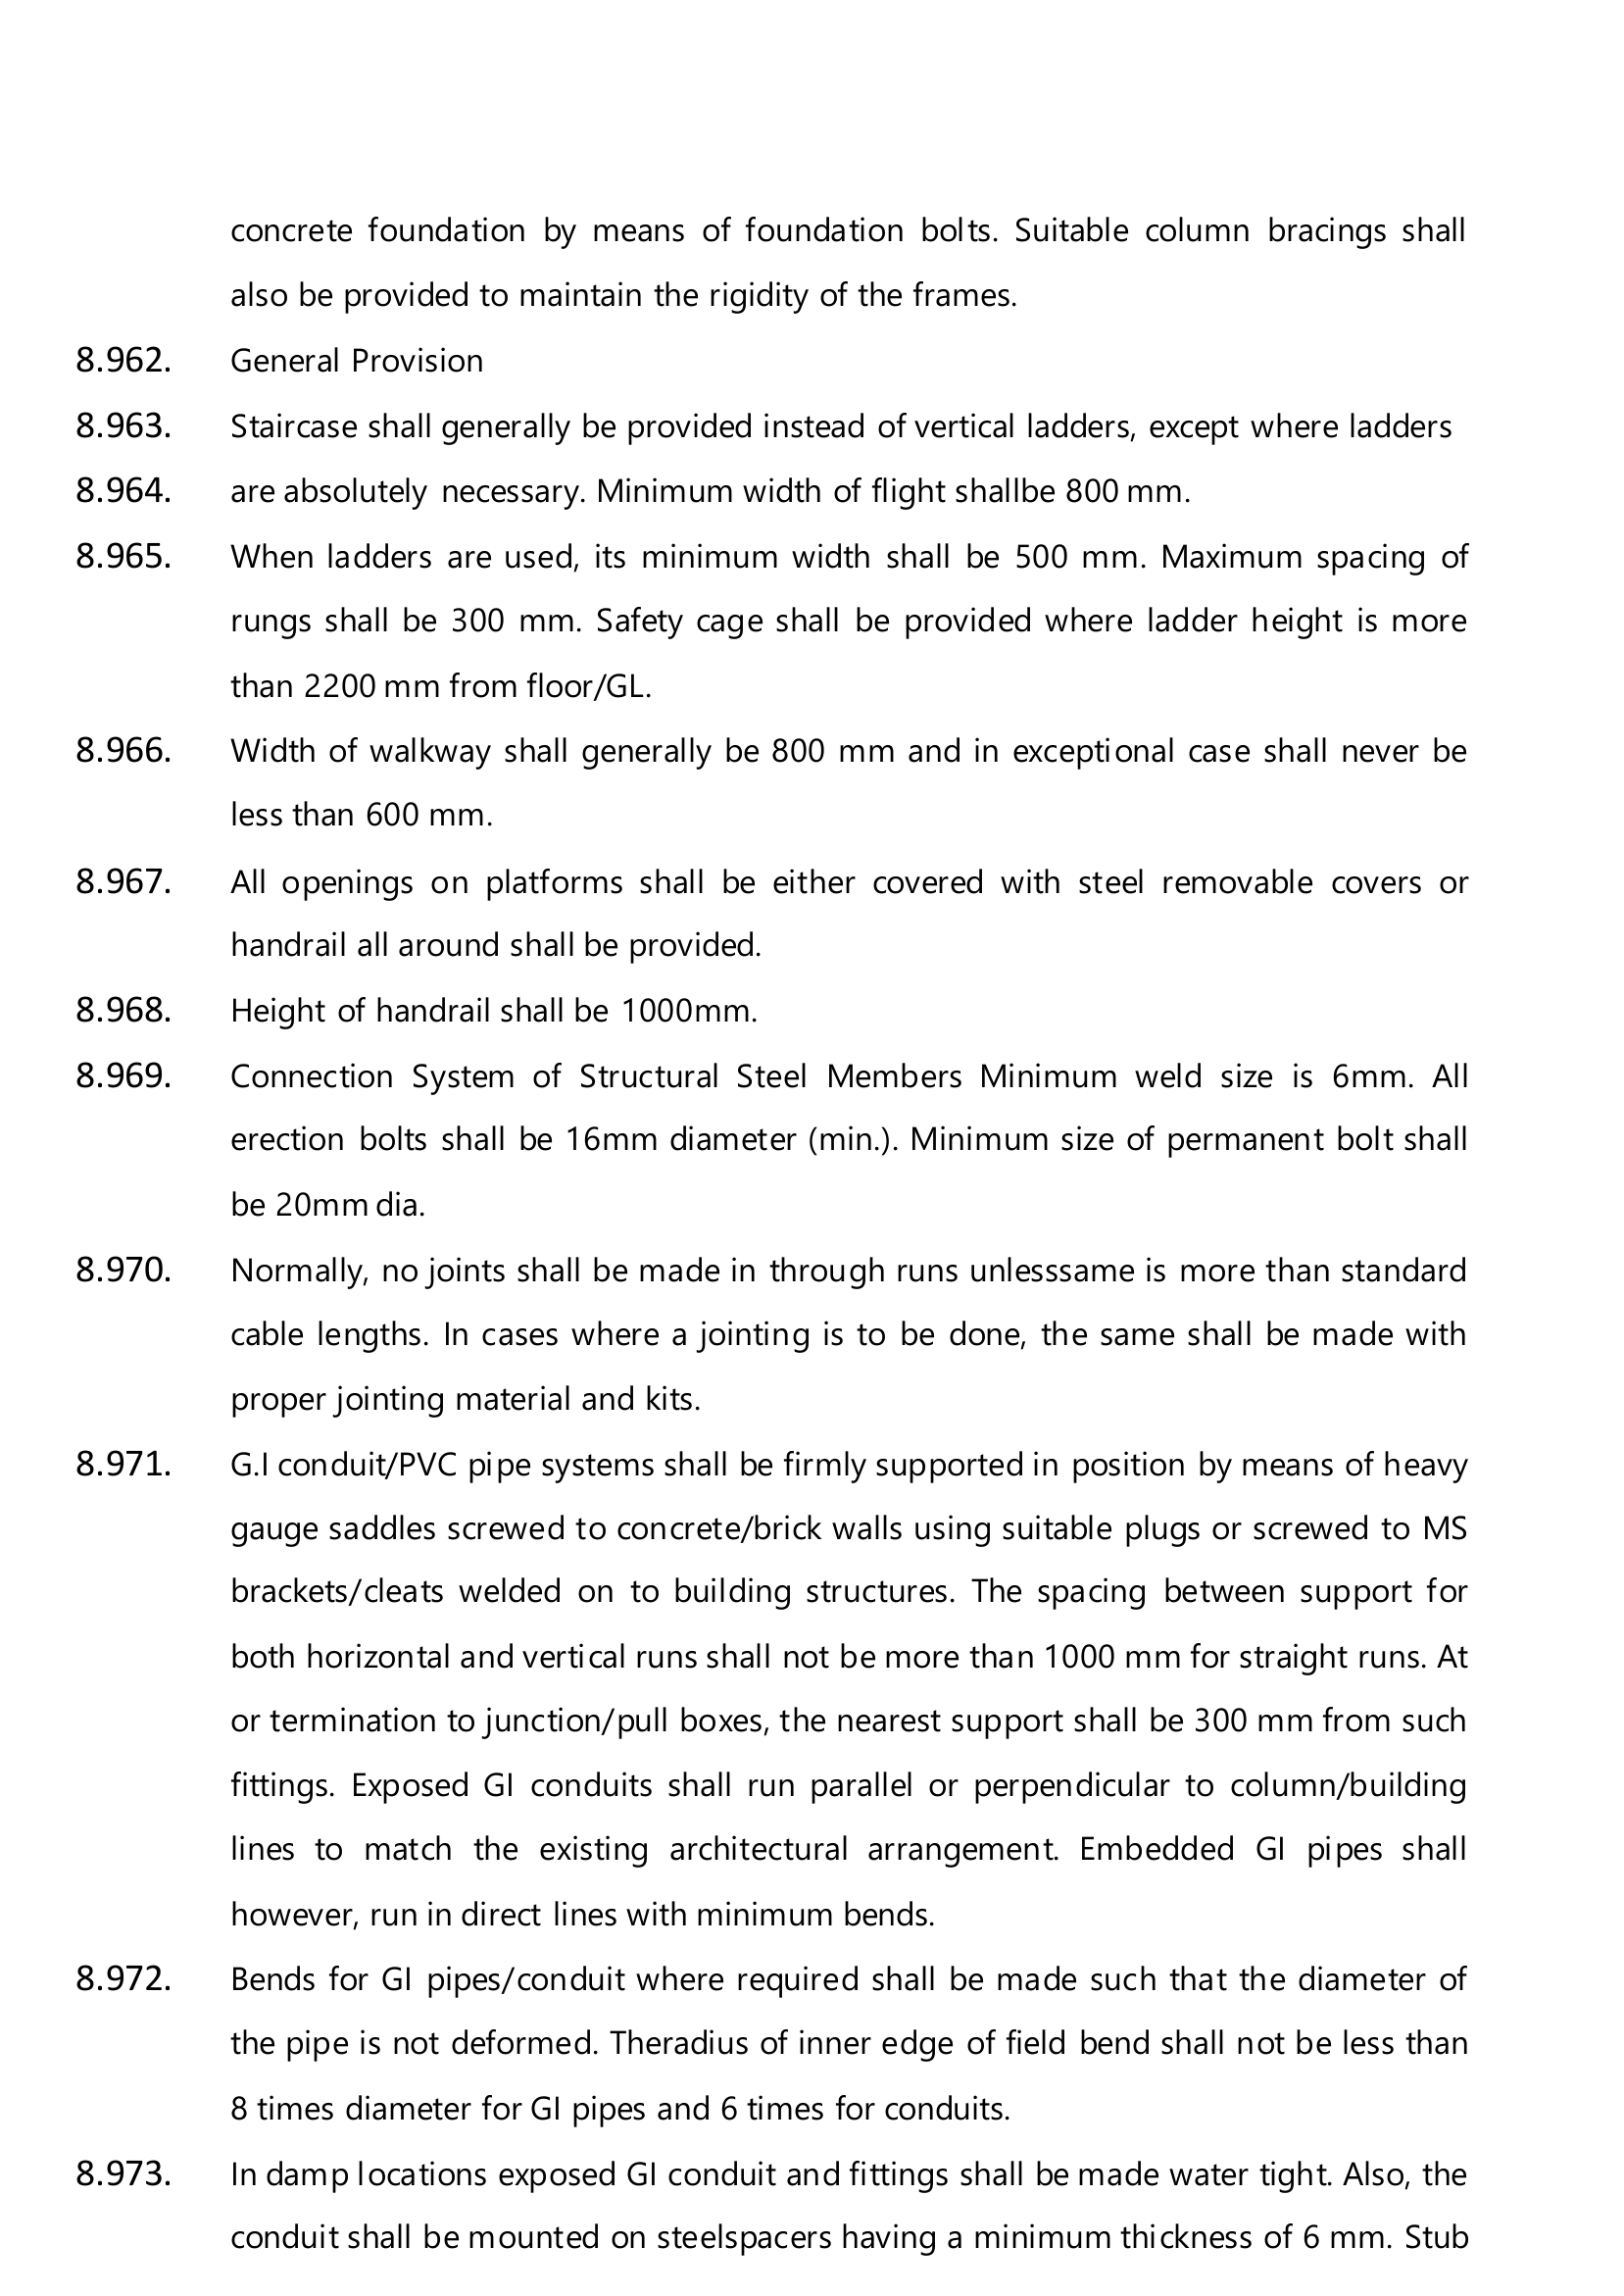 concrete foundation by means of foundation bolts. Suitable column bracings shall
also be provided to maintain the rigidity of the frames.
8.962. General Provision
8.963. Staircase shall generally be provided instead of vertical ladders, except where ladders
8.964. are absolutely necessary. Minimum width of flight shallbe 800 mm.
8.965. When ladders are used, its minimum width shall be 500 mm. Maximum spacing of
rungs shall be 300 mm. Safety cage shall be provided where ladder height is more
than 2200 mm from floor/GL.
8.966. Width of walkway shall generally be 800 mm and in exceptional case shall never be
less than 600 mm.
8.967. All openings on platforms shall be either covered with steel removable covers or
handrail all around shall be provided.
8.968. Height of handrail shall be 1000mm.
8.969. Connection System of Structural Steel Members Minimum weld size is 6mm. All
erection bolts shall be 16mm diameter (min.). Minimum size of permanent bolt shall
be 20mm dia.
8.970. Normally, no joints shall be made in through runs unlesssame is more than standard
cable lengths. In cases where a jointing is to be done, the same shall be made with
proper jointing material and kits.
8.971. G.I conduit/PVC pipe systems shall be firmly supported in position by means of heavy
gauge saddles screwed to concrete/brick walls using suitable plugs or screwed to MS
brackets/cleats welded on to building structures. The spacing between support for
both horizontal and vertical runs shall not be more than 1000 mm for straight runs. At
or termination to junction/pull boxes, the nearest support shall be 300 mm from such
fittings. Exposed GI conduits shall run parallel or perpendicular to column/building
lines to match the existing architectural arrangement. Embedded GI pipes shall
however, run in direct lines with minimum bends.
8.972. Bends for GI pipes/conduit where required shall be made such that the diameter of
the pipe is not deformed. Theradius of inner edge of field bend shall not be less than
8 times diameter for GI pipes and 6 times for conduits.
8.973. In damp locations exposed GI conduit and fittings shall be made water tight. Also, the
conduit shall be mounted on steelspacers having a minimum thickness of 6 mm. Stub